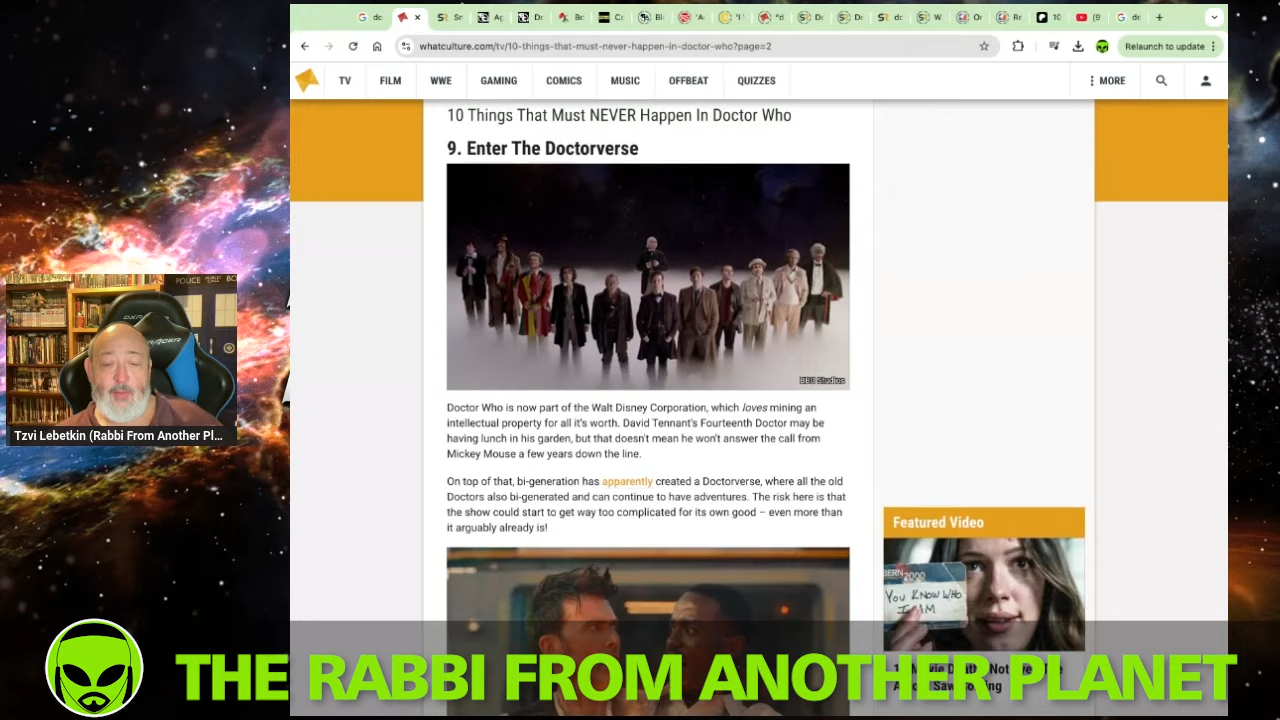 whatculture.com/tv/10-things-that-must-never-happen-in-doctor-who?page=2
Relaunch to update
TV FILM WWE GAMING COMICS MUSIC OFFBEAT QUIZZES MORE
10 Things That Must NEVER Happen In Doctor Who
9. Enter The Doctorverse
BBC Studios
Doctor Who is now part of the Walt Disney Corporation, which loves mining an
intellectual property for all it's worth. David Tennant's Fourteenth Doctor may be
having lunch in his garden, but that doesn't mean he won't answer the call from
Mickey Mouse a few years down the line.
On top of that, bi-generation has apparently created a Doctorverse, where all the old
Doctors also bi-generated and can continue to have adventures. The risk here is that
the show could start to get way too complicated for its own good – even more than
it arguably already is!
Featured Video
YOU KNOW WHO
I AM
POLICE
RACER
Tzvi Lebetkin (Rabbi From Another Pl...
THE RABBI FROM ANOTHER PLANET